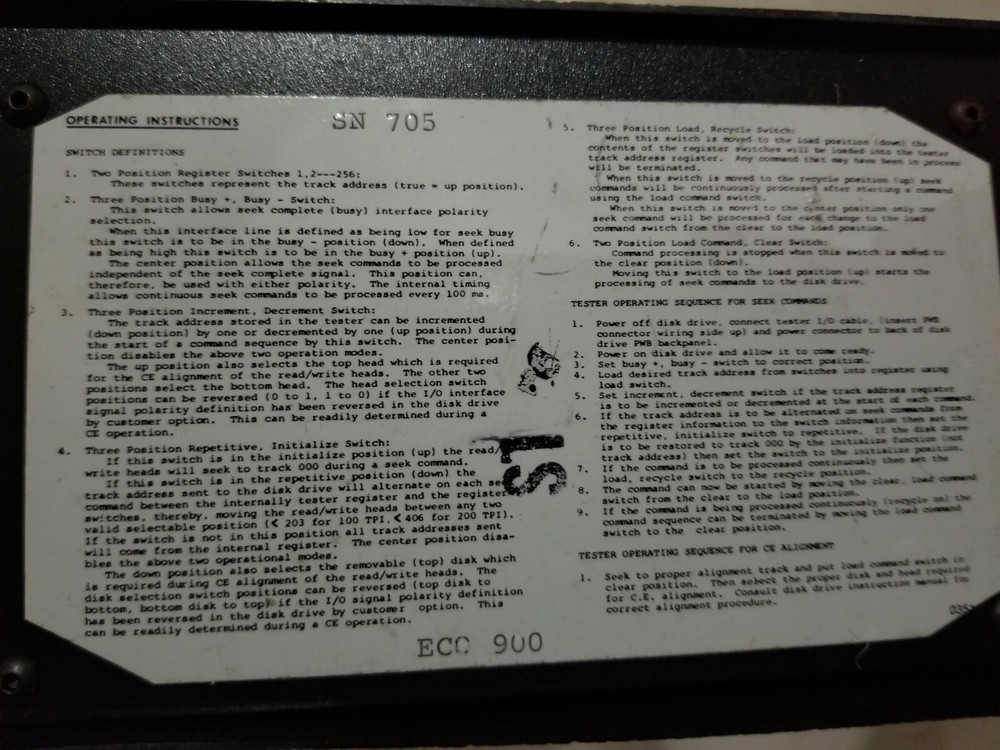 OPERATING INSTRUCTIONS
SN 705
SWITCH DEFINITIONS
1. Two Position Register Switches 1,2---256:
These switches represent the track address (true = up position).
2. Three Position Busy +, Busy - Switch:
This switch allows seek complete (busy) interface polarity
selection.
When this interface line is defined as being low for seek busy
this switch is to be in the busy - position (down). When defined
as being high this switch is to be in the busy + position (up).
The center position allows the seek commands to be processed
independent of the seek complete signal. This position can,
therefore, be used with either polarity. The internal timing
allows continuous seek commands to be processed every 100 ms.
3. Three Position Increment, Decrement Switch:
The track address stored in the tester can be incremented
(down position) by one or decremented by one (up position) during
the start of a command sequence by this switch. The center posi-
tion disables the above two operation modes.
The up position also selects the top head which is required
for the CE alignment of the read/write heads. The other two
positions select the bottom head. The head selection switch
positions can be reversed (0 to 1, 1 to 0) if the I/O interface
signal polarity definition has been reversed in the disk drive
by customer option. This can be readily determined during a
CE operation.
4. Three Position Repetitive, Initialize Switch:
If this switch is in the initialize position (up) the read/
write heads will seek to track 000 during a seek command.
If this switch is in the repetitive position (down) the
track address sent to the disk drive will alternate on each se
command between the internally tester register and the register
switches, thereby, moving the read/write heads between any two
valid selectable position (< 203 for 100 TPI, < 406 for 200 TPI).
If the switch is not in this position all track addresses sent
will come from the internal register. The center position disa-
bles the above two operational modes.
The down position also selects the removable (top) disk which
is required during CE alignment of the read/write heads. The
disk selection switch positions can be reversed (top disk to
bottom, bottom disk to top) if the I/O signal polarity definition
has been reversed in the disk drive by customer option. This
can be readily determined during a CE operation.
5. Three Position Load, Recycle Switch:
When this switch is moved to the load position (down) the
contents of the register switches will be loaded into the tester
track address register. Any command that may have been in process
will be terminated.
When this switch is moved to the recycle position (up) seek
commands will be continuously processed after starting a command
using the load command switch.
When this switch is moved to the center position only one
seek command will be processed for each change to the load
command switch from the clear to the load position.
6. Two Position Load Command, Clear Switch:
Command processing is stopped when this switch is moved to
the clear position (down).
Moving this switch to the load position (up) starts the
processing of seek commands to the disk drive.
TESTER OPERATING SEQUENCE FOR SEEK COMMANDS
1. Power off disk drive, connect tester I/O cable, (insert PWB
connector wiring side up) and power connector to back of disk
drive PWB backpanel.
2. Power on disk drive and allow it to come ready.
3. Set busy +, busy - switch to correct position.
4. Load desired track address from switches into register using
load switch.
5. Set increment, decrement switch if the track address register
is to be incremented or decremented at the start of each command.
6. If the track address is to be alternated on seek commands from
the register information to the switch information then set the
repetitive, initialize switch to repetitive. If the disk drive
is to be restored to track 000 by the initialize function (not
track address) then set the switch to the initialize position.
7. If the command is to be processed continuously then set the
load, recycle switch to the recycle position.
8. The command can now be started by moving the clear, load command
switch from the clear to the load position.
9. If the command is being processed continuously (recycle on) the
command sequence can be terminated by moving the load command
switch to the clear position.
TESTER OPERATING SEQUENCE FOR CE ALIGNMENT
1. Seek to proper alignment track and put load command switch in
clear position. Then select the proper disk and head required
for C.E. alignment. Consult disk drive instruction manual for
correct alignment procedure.
ECO 900